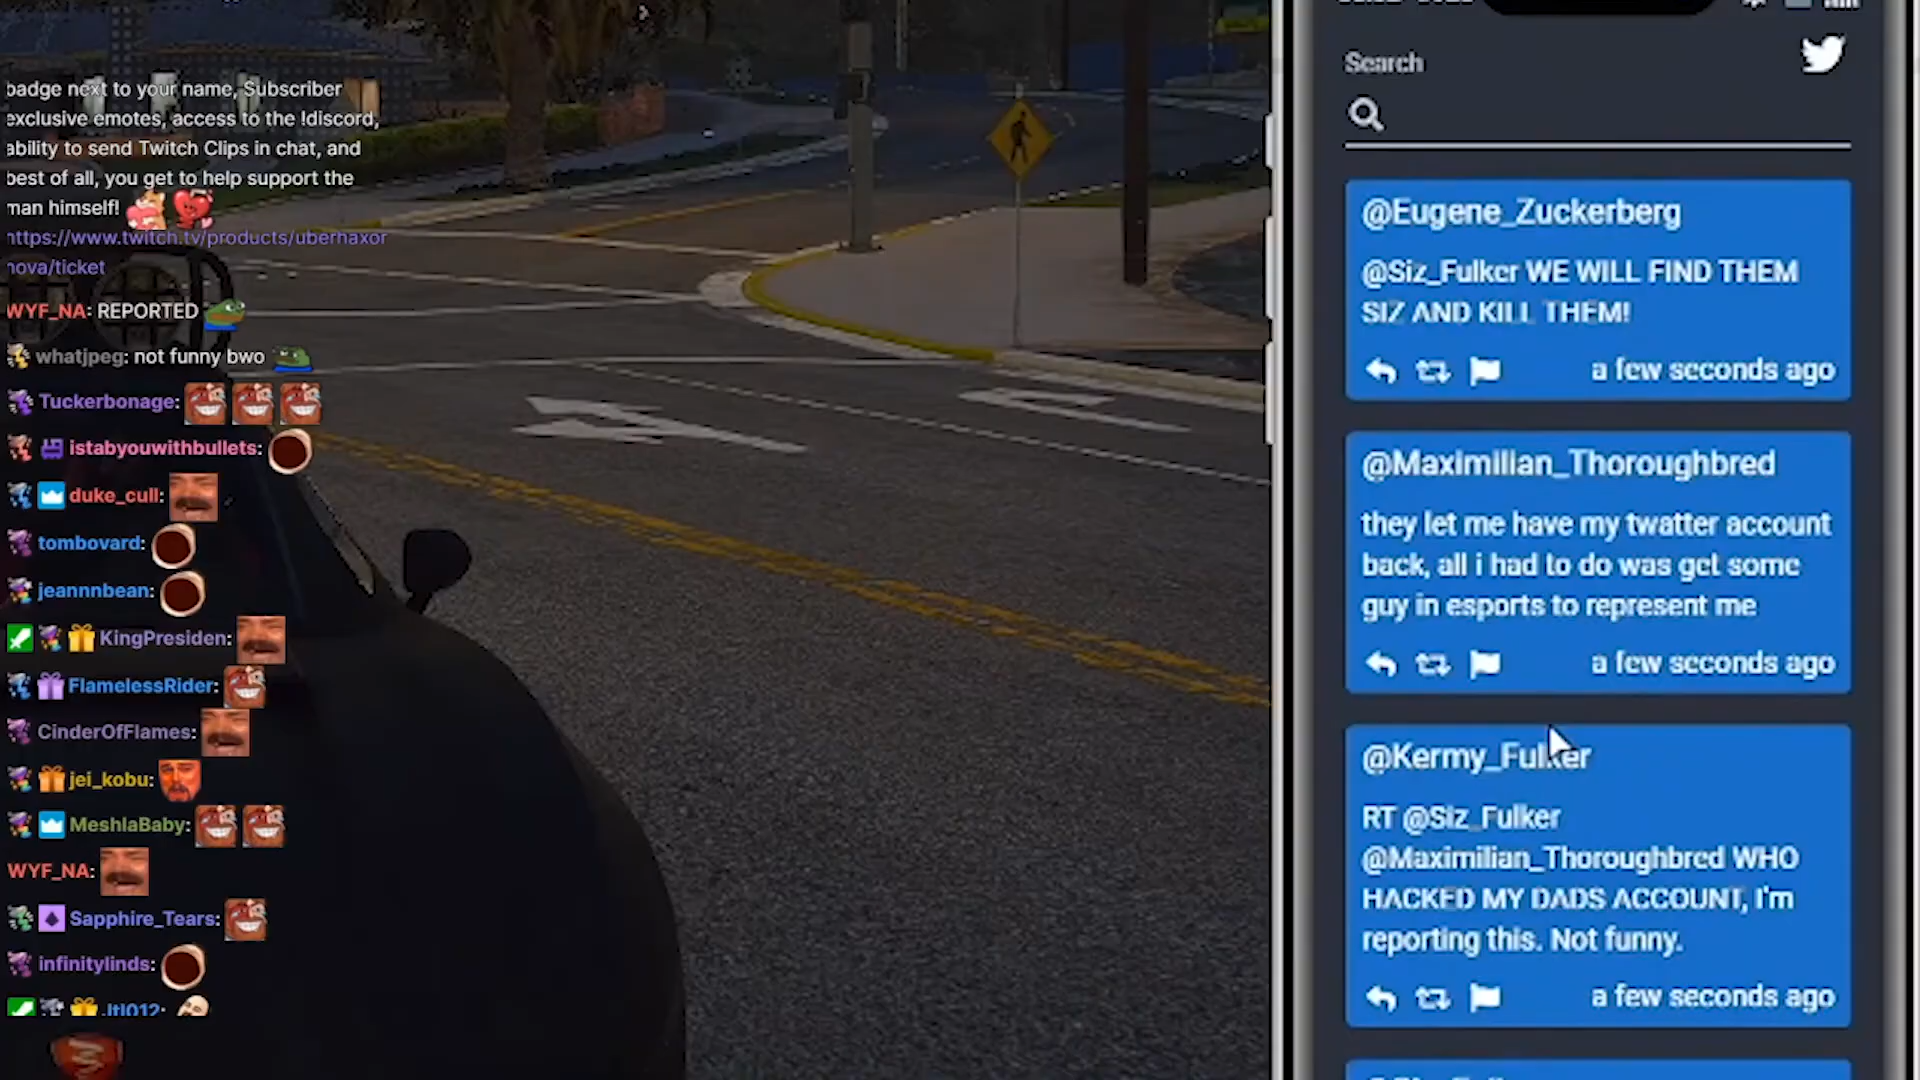 badge next to your name, Subscriber
exclusive emotes, access to the !discord,
ability to send Twitch Clips in chat, and
best of all, you get to help support the
man himself!
https://www.twitch.tv/products/uberhaxor
nova/ticket
WYF_NA: REPORTED
whatjpeg: not funny bwo
Tuckerbonage:
istabyouwithbullets:
duke_cull:
tombovard:
jeannnbean:
KingPresiden:
FlamelessRider:
CinderOfFlames:
jei_kobu:
MeshlaBaby:
WYF_NA:
Sapphire_Tears:
infinitylinds:
Search
@Eugene_Zuckerberg
@Siz_Fulker WE WILL FIND THEM
SIZ AND KILL THEM!
a few seconds ago
@Maximilian_Thoroughbred
they let me have my twatter account
back, all i had to do was get some
guy in esports to represent me
a few seconds ago
@Kermy_Fulker
RT @Siz_Fulker
@Maximilian_Thoroughbred WHO
HACKED MY DADS ACCOUNT, I'm
reporting this. Not funny.
a few seconds ago